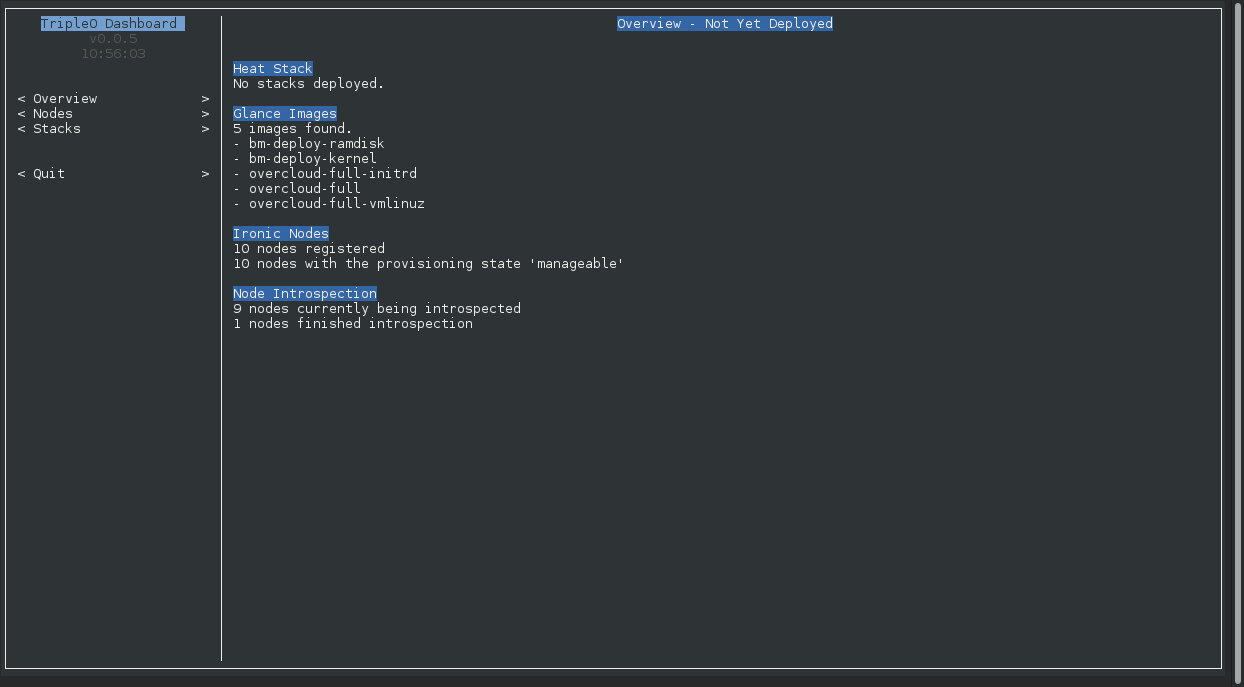 TripleO Dashboard
v0.0.5
10:56:03
< Overview >
< Nodes >
< Stacks >
< Quit >
Overview - Not Yet Deployed
Heat Stack
No stacks deployed.
Glance Images
5 images found.
- bm-deploy-ramdisk
- bm-deploy-kernel
- overcloud-full-initrd
- overcloud-full
- overcloud-full-vmlinuz
Ironic Nodes
10 nodes registered
10 nodes with the provisioning state 'manageable'
Node Introspection
9 nodes currently being introspected
1 nodes finished introspection